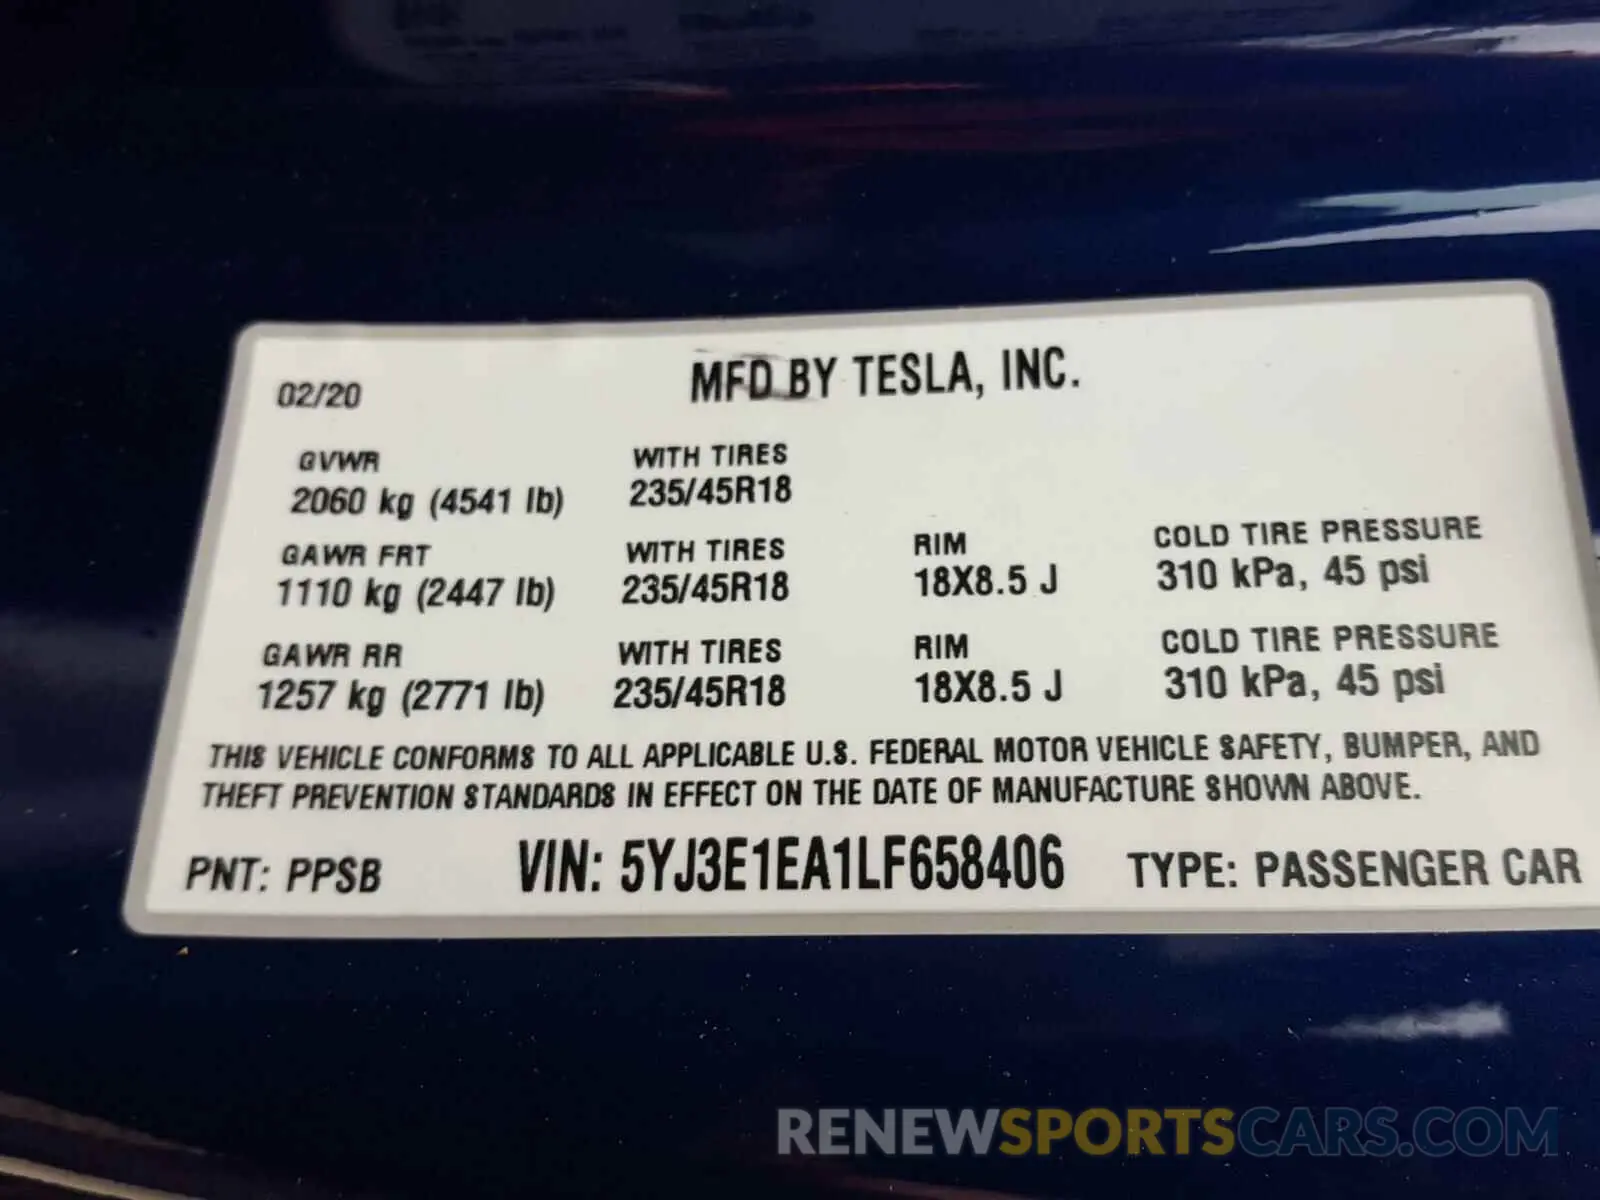 02/20 MFD BY TESLA, INC.
GVWR WITH TIRES
2060 kg (4541 lb) 235/45R18
GAWR FRT WITH TIRES RIM COLD TIRE PRESSURE
1110 kg (2447 lb) 235/45R18 18X8.5 J 310 kPa, 45 psi
GAWR RR WITH TIRES RIM COLD TIRE PRESSURE
1257 kg (2771 lb) 235/45R18 18X8.5 J 310 kPa, 45 psi
THIS VEHICLE CONFORMS TO ALL APPLICABLE U.S. FEDERAL MOTOR VEHICLE SAFETY, BUMPER, AND
THEFT PREVENTION STANDARDS IN EFFECT ON THE DATE OF MANUFACTURE SHOWN ABOVE.
PNT: PPSB VIN: 5YJ3E1EA1LF658406 TYPE: PASSENGER CAR
RENEWSPORTSCARS.COM